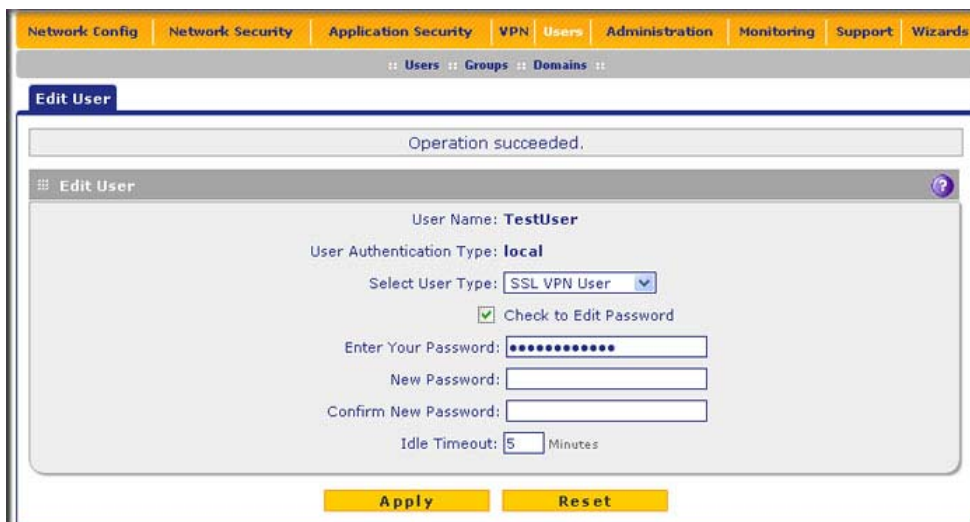 Network Config Network Security Application Security VPN Users Administration Monitoring Support Wizards
:: Users :: Groups :: Domains ::
Edit User
Operation succeeded.
Edit User ?
User Name: TestUser
User Authentication Type: local
Select User Type: SSL VPN User
Check to Edit Password
Enter Your Password: ••••••••••••
New Password:
Confirm New Password:
Idle Timeout: 5 Minutes
Apply Reset